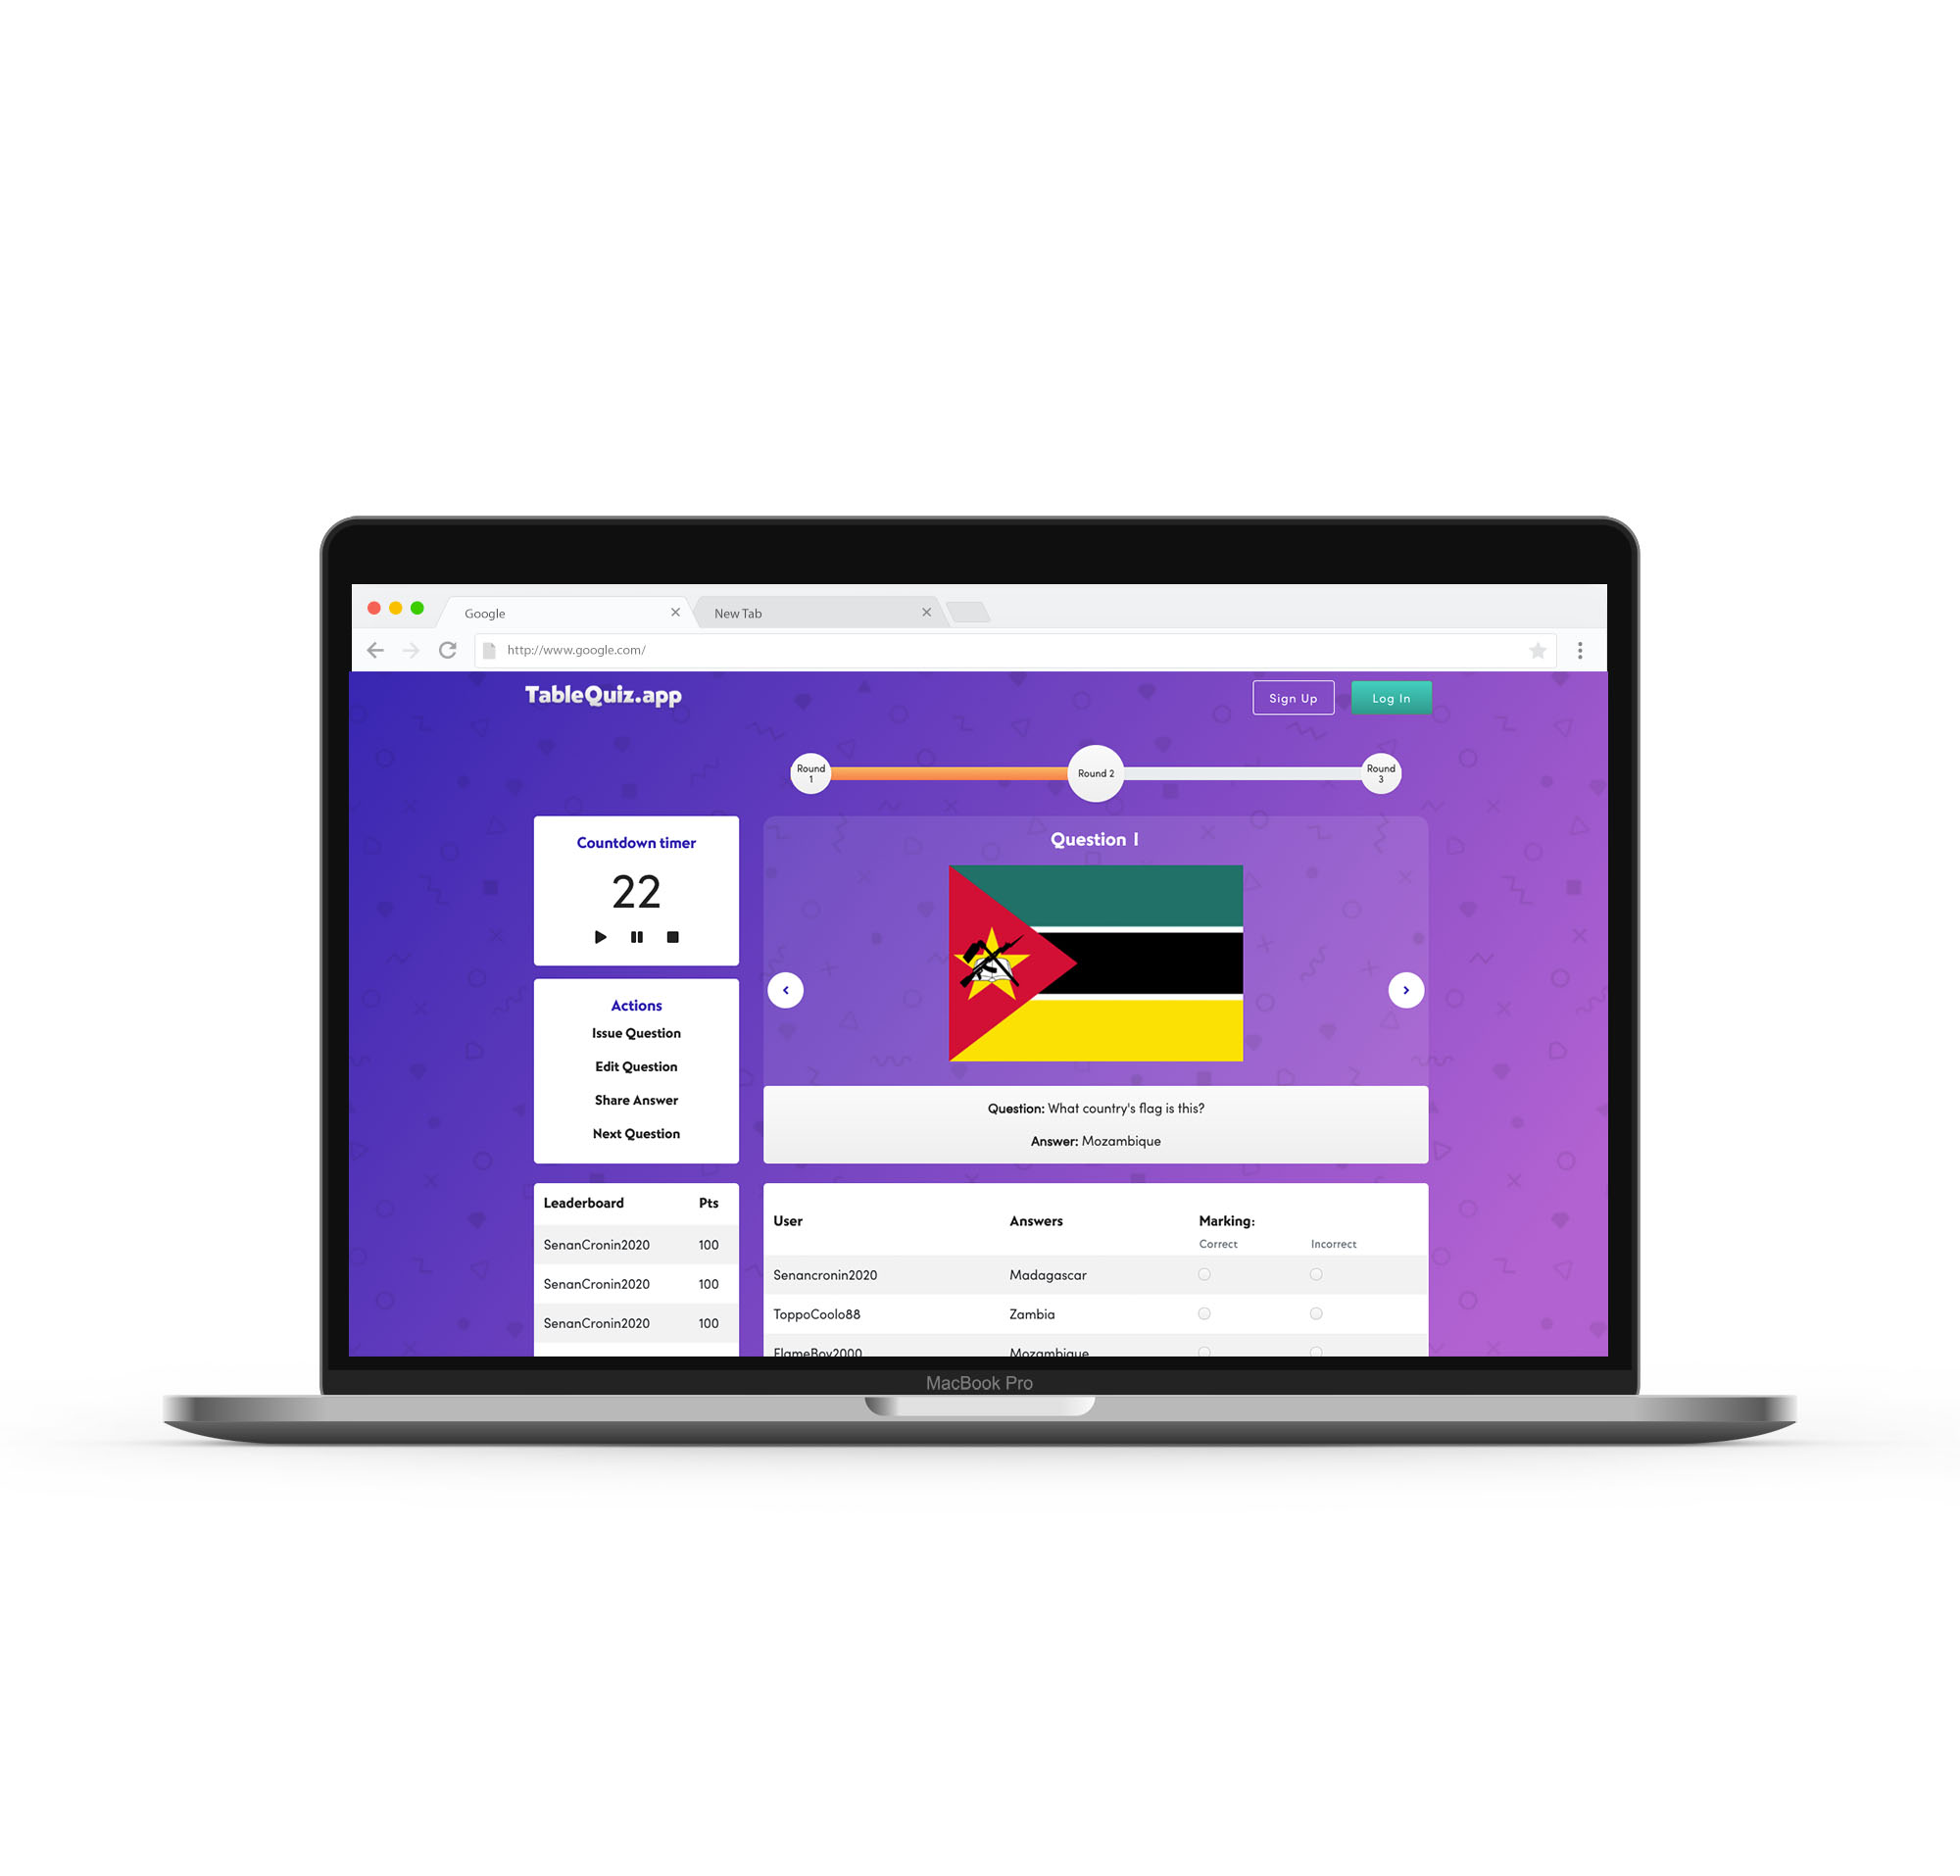 Google
New Tab
http://www.google.com/
TableQuiz.app
Sign Up
Log In
Round
1
Round 2
Round
3
Countdown timer
22
Actions
Issue Question
Edit Question
Share Answer
Next Question
Question 1
Question: What country's flag is this?
Answer: Mozambique
Leaderboard Pts
SenanCronin2020 100
SenanCronin2020 100
SenanCronin2020 100
User Answers Marking:
Correct Incorrect
Senancronin2020 Madagascar
ToppoCoolo88 Zambia
FlameBoy2000 Mozambique
MacBook Pro